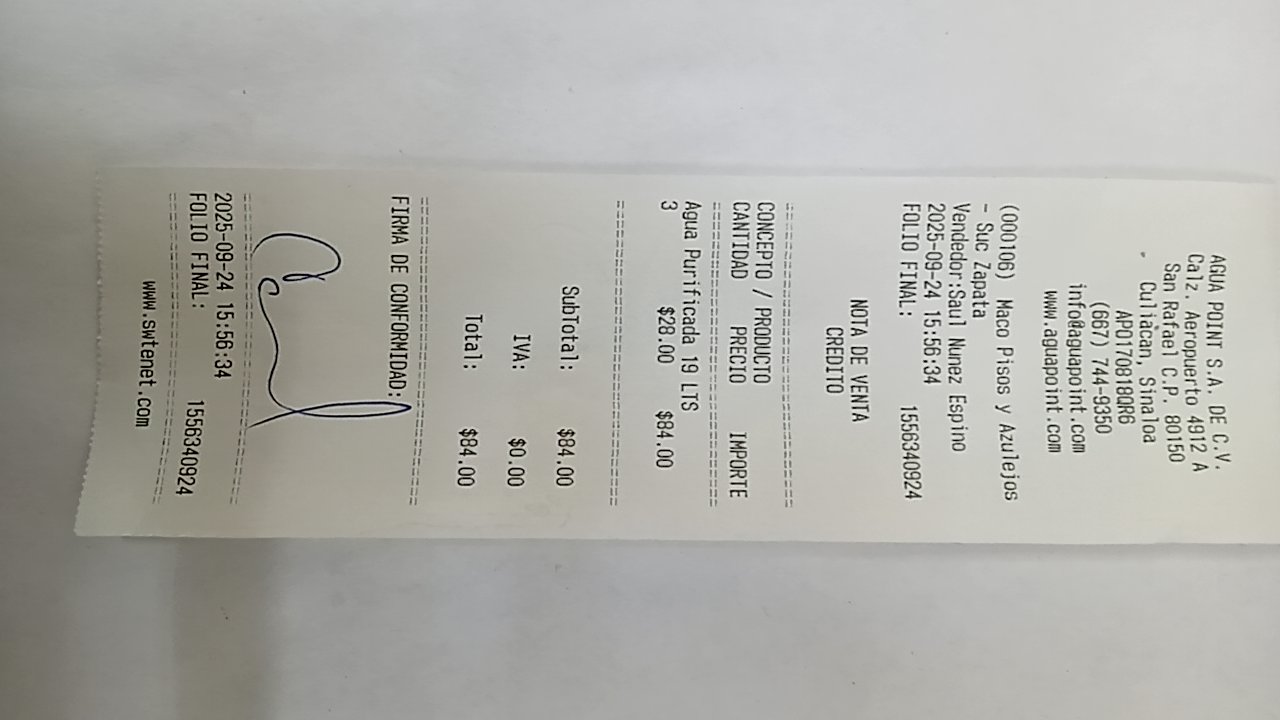 AGUA POINT S.A. DE C.V.
Calz. Aeropuerto 4912 A
San Rafael C.P. 80150
Culiacan, Sinaloa
APO170818QR6
(667) 744-9350
info@aguapoint.com
www.aguapoint.com
(000106) Maco Pisos y Azulejos
- Suc Zapata
Vendedor:Saul Nunez Espino
2025-09-24 15:56:34
FOLIO FINAL: 1556340924
NOTA DE VENTA
CREDITO
CONCEPTO / PRODUCTO
CANTIDAD PRECIO IMPORTE
Agua Purificada 19 LTS
3 $28.00 $84.00
SubTotal: $84.00
IVA: $0.00
Total: $84.00
FIRMA DE CONFORMIDAD:
2025-09-24 15:56:34
FOLIO FINAL: 1556340924
www.swtenet.com